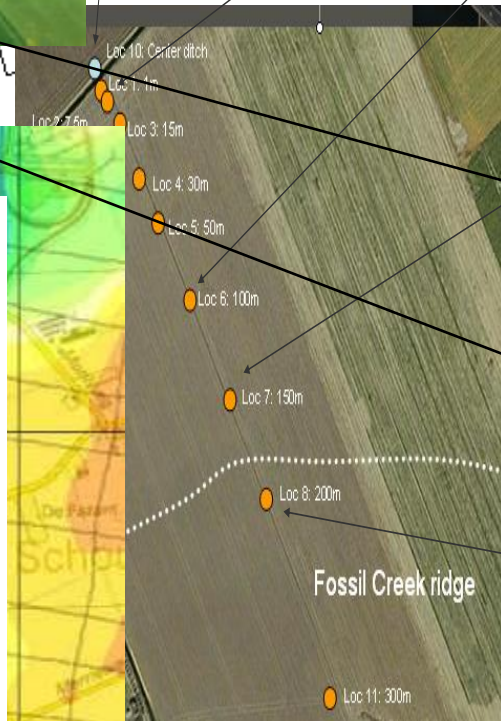 Loc 10: Center ditch
Loc 1: 1m
Loc 2: 7.5m
Loc 3: 15m
Loc 4: 30m
Loc 5: 50m
Loc 6: 100m
Loc 7: 150m
Loc 8: 200m
Fossil Creek ridge
Loc 11: 300m